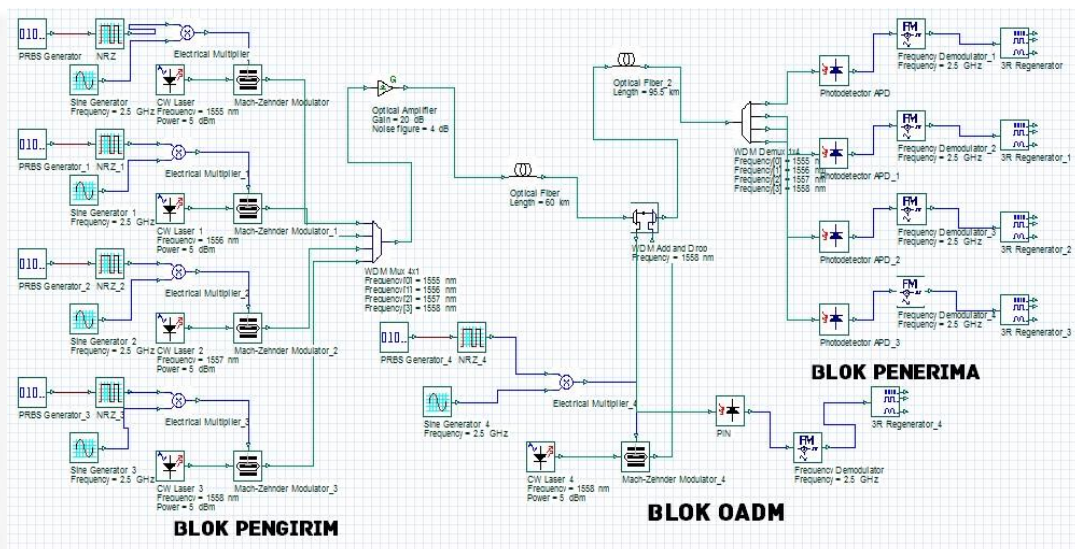 010..
PRBS Generator
NRZ
Electrical Multiplier
Sine Generator
Frequency = 2.5 GHz
CW Laser
Frequency = 1555 nm
Power = 5 dBm
Mach-Zehnder Modulator
010..
PRBS Generator_1
NRZ_1
Electrical Multiplier_1
Sine Generator 1
Frequency = 2.5 GHz
CW Laser 1
Frequency = 1556 nm
Power = 5 dBm
Mach-Zehnder Modulator_1
010..
PRBS Generator_2
NRZ_2
Electrical Multiplier_2
Sine Generator 2
Frequency = 2.5 GHz
CW Laser 2
Frequency = 1557 nm
Power = 5 dBm
Mach-Zehnder Modulator_2
010..
PRBS Generator_3
NRZ_3
Electrical Multiplier_3
Sine Generator 3
Frequency = 2.5 GHz
CW Laser 3
Frequency = 1558 nm
Power = 5 dBm
Mach-Zehnder Modulator_3
BLOK PENGIRIM
WDM Mux 4x1
Frequency[0] = 1555 nm
Frequency[1] = 1556 nm
Frequency[2] = 1557 nm
Frequency[3] = 1558 nm
G
Optical Amplifier
Gain = 20 dB
Noise figure = 4 dB
Optical Fiber
Length = 60 km
WDM Add and Drop
Frequency = 1558 nm
Optical Fiber_2
Length = 95.5 km
010..
PRBS Generator_4
NRZ_4
Electrical Multiplier_4
Sine Generator 4
Frequency = 2.5 GHz
CW Laser 4
Frequency = 1558 nm
Power = 5 dBm
Mach-Zehnder Modulator_4
PIN
FM
Frequency Demodulator
Frequency = 2.5 GHz
3R Regenerator_4
BLOK OADM
WDM Demux 1x4
Frequency[0] = 1555 n
Frequency[1] = 1556 n
Frequency[2] = 1557 nm
Frequency[3] = 1558 nm
Photodetector APD
FM
Frequency Demodulator_1
Frequency = 2.5 GHz
3R Regenerator
Photodetector APD_1
FM
Frequency Demodulator_2
Frequency = 2.5 GHz
3R Regenerator_1
Photodetector APD_2
FM
Frequency Demodulator_3
Frequency = 2.5 GHz
3R Regenerator_2
Photodetector APD_3
FM
Frequency Demodulator_4
Frequency = 2.5 GHz
3R Regenerator_3
BLOK PENERIMA